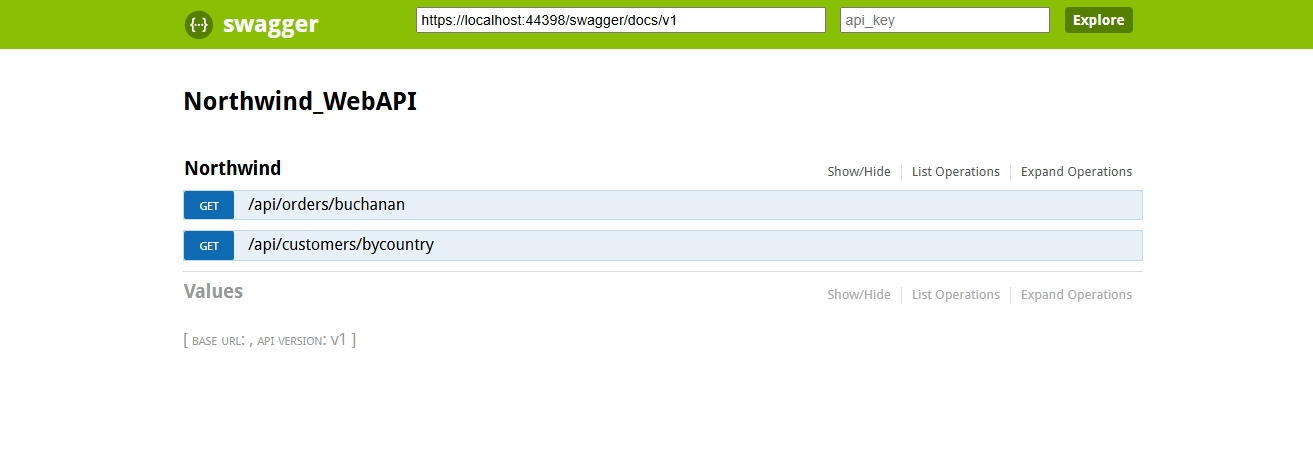 {···} swagger https://localhost:44398/swagger/docs/v1 api_key Explore
Northwind_WebAPI
Northwind Show/Hide List Operations Expand Operations
GET /api/orders/buchanan
GET /api/customers/bycountry
Values Show/Hide List Operations Expand Operations
[ BASE URL: , API VERSION: v1 ]